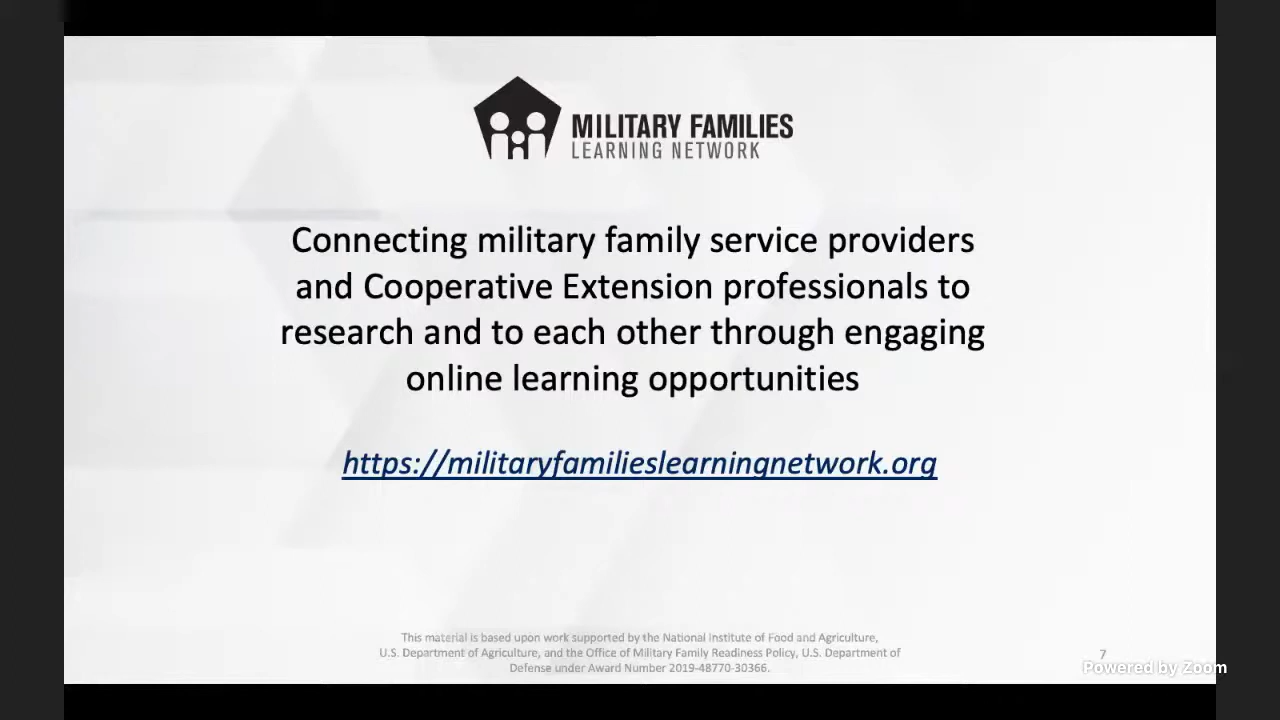 MILITARY FAMILIES
LEARNING NETWORK
Connecting military family service providers
and Cooperative Extension professionals to
research and to each other through engaging
online learning opportunities
https://militaryfamilieslearningnetwork.org
This material is based upon work supported by the National Institute of Food and Agriculture,
U.S. Department of Agriculture, and the Office of Military Family Readiness Policy, U.S. Department of
Defense under Award Number 2019-48770-30366.
7
Powered by Zoom